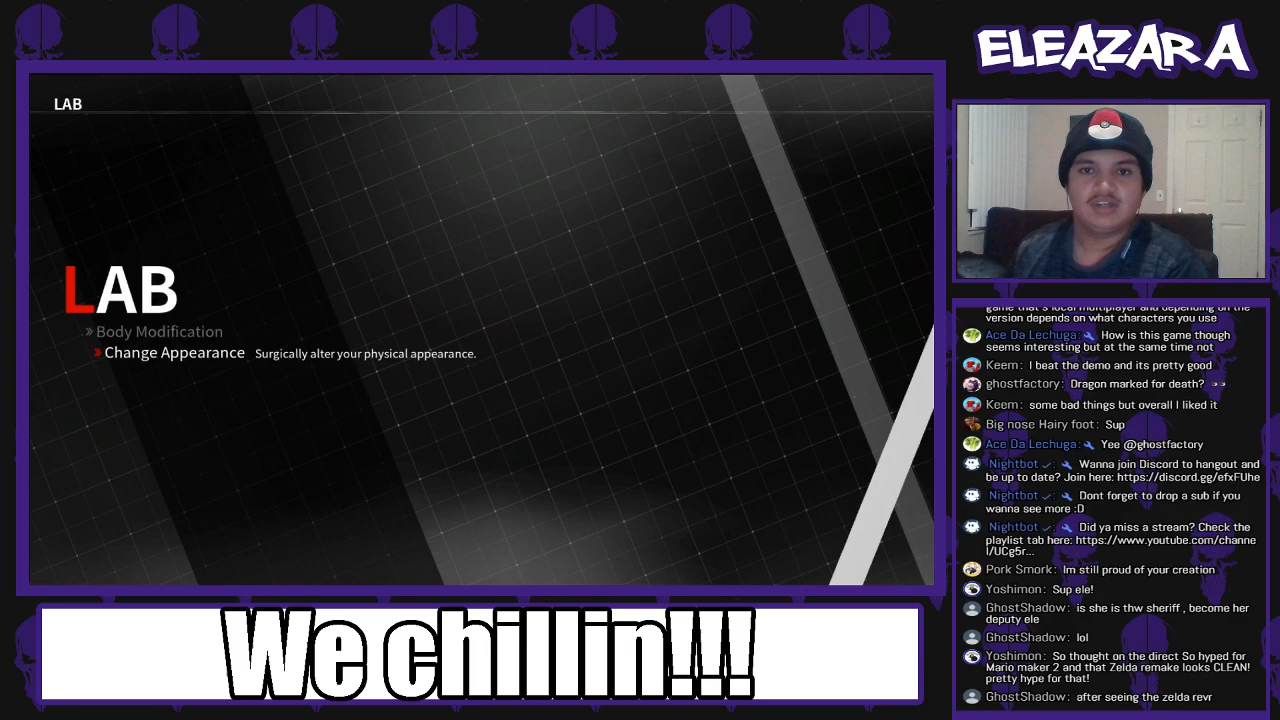 ELEAZAR A
LAB
LAB
» Body Modification
» Change Appearance Surgically alter your physical appearance.
game that s local multiplayer and depending on the
version depends on what characters you use
Ace Da Lechuga: How is this game though
seems interesting but at the same time not
Keem: I beat the demo and its pretty good
ghostfactory: Dragon marked for death? 👀
Keem: some bad things but overall I liked it
Big nose Hairy foot: Sup
Ace Da Lechuga: Yee @ghostfactory
Nightbot ✓: Wanna join Discord to hangout and
be up to date? Join here: https://discord.gg/efxFUhe
Nightbot ✓: Dont forget to drop a sub if you
wanna see more :D
Nightbot ✓: Did ya miss a stream? Check the
playlist tab here: https://www.youtube.com/channe
l/UCg5r...
Pork Smork: Im still proud of your creation
Yoshimon: Sup ele!
GhostShadow: is she is thw sheriff , become her
deputy ele
GhostShadow: lol
Yoshimon: So thought on the direct So hyped for
Mario maker 2 and that Zelda remake looks CLEAN!
pretty hype for that!
GhostShadow: after seeing the zelda revr
We chillin!!!